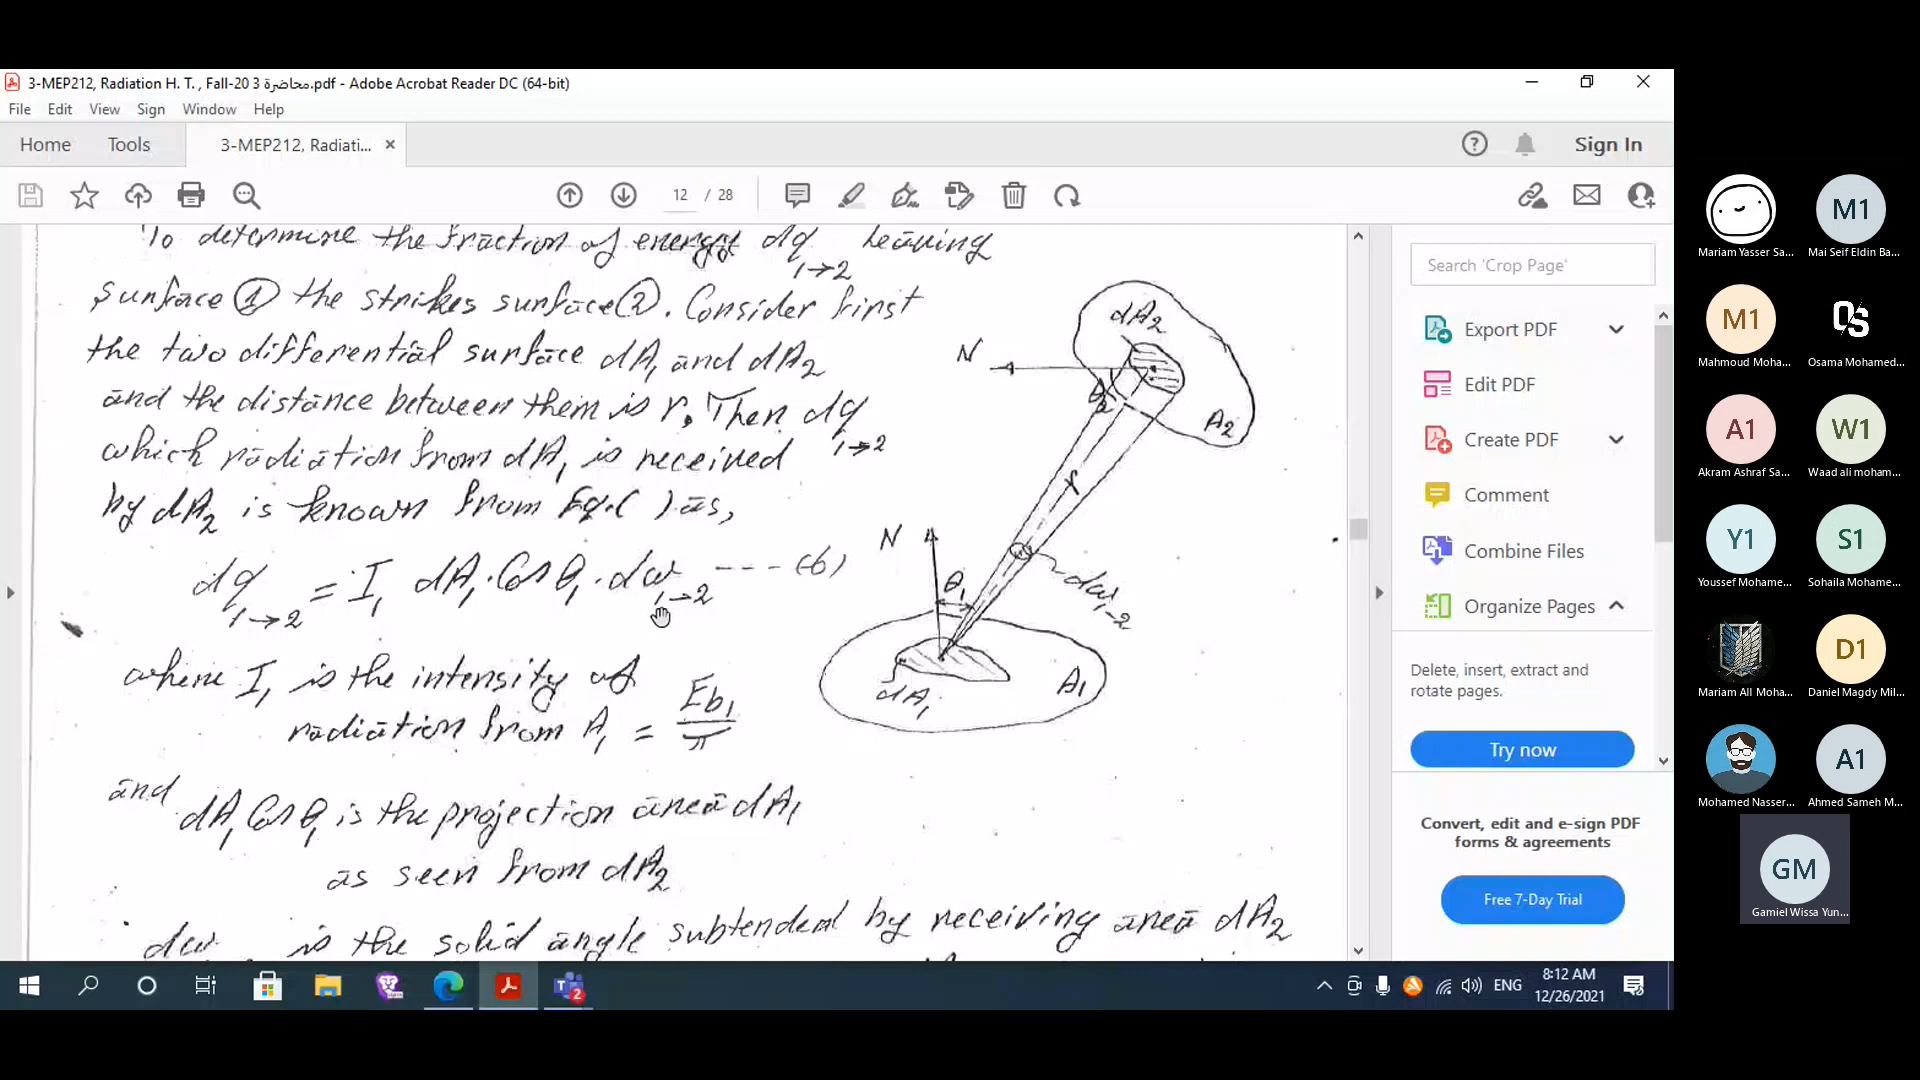 3-MEP212, Radiation H. T. , Fall-20 محاضرة 3.pdf - Adobe Acrobat Reader DC (64-bit)
File Edit View Sign Window Help
Home Tools 3-MEP212, Radiati... Sign In
12 / 28
To determine the fraction of energy dq1→2 Leaving
surface ① the strikes surface ②. Consider first
the two differential surface dA1 and dA2
and the distance between them is r. Then dq1→2
which radiation from dA1 is received
by dA2 is known from Eq.( ) as,
dq1→2 = I1 dA1 . Cos θ1 . dω1→2 --- (6)
where I1 is the intensity of
radiation from A1 = Eb1/π
and dA1 Cos θ1 is the projection area dA1
as seen from dA2
dω is the solid angle subtended by receiving area dA2
dA2
N
θ2
A2
r
N
θ1
dω1-2
dA1
A1
Search 'Crop Page'
Export PDF
Edit PDF
Create PDF
Comment
Combine Files
Organize Pages
Delete, insert, extract and
rotate pages.
Try now
Convert, edit and e-sign PDF
forms & agreements
Free 7-Day Trial
M1
Mariam Yasser Sa... Mai Seif Eldin Ba...
M1 OS
Mahmoud Moha... Osama Mohamed...
A1 W1
Akram Ashraf Sa... Waad ali moham...
Y1 S1
Youssef Mohame... Sohaila Mohame...
D1
Mariam All Moha... Daniel Magdy Mil...
A1
Mohamed Nasser... Ahmed Sameh M...
GM
Gamiel Wissa Yun...
2
ENG
8:12 AM
12/26/2021